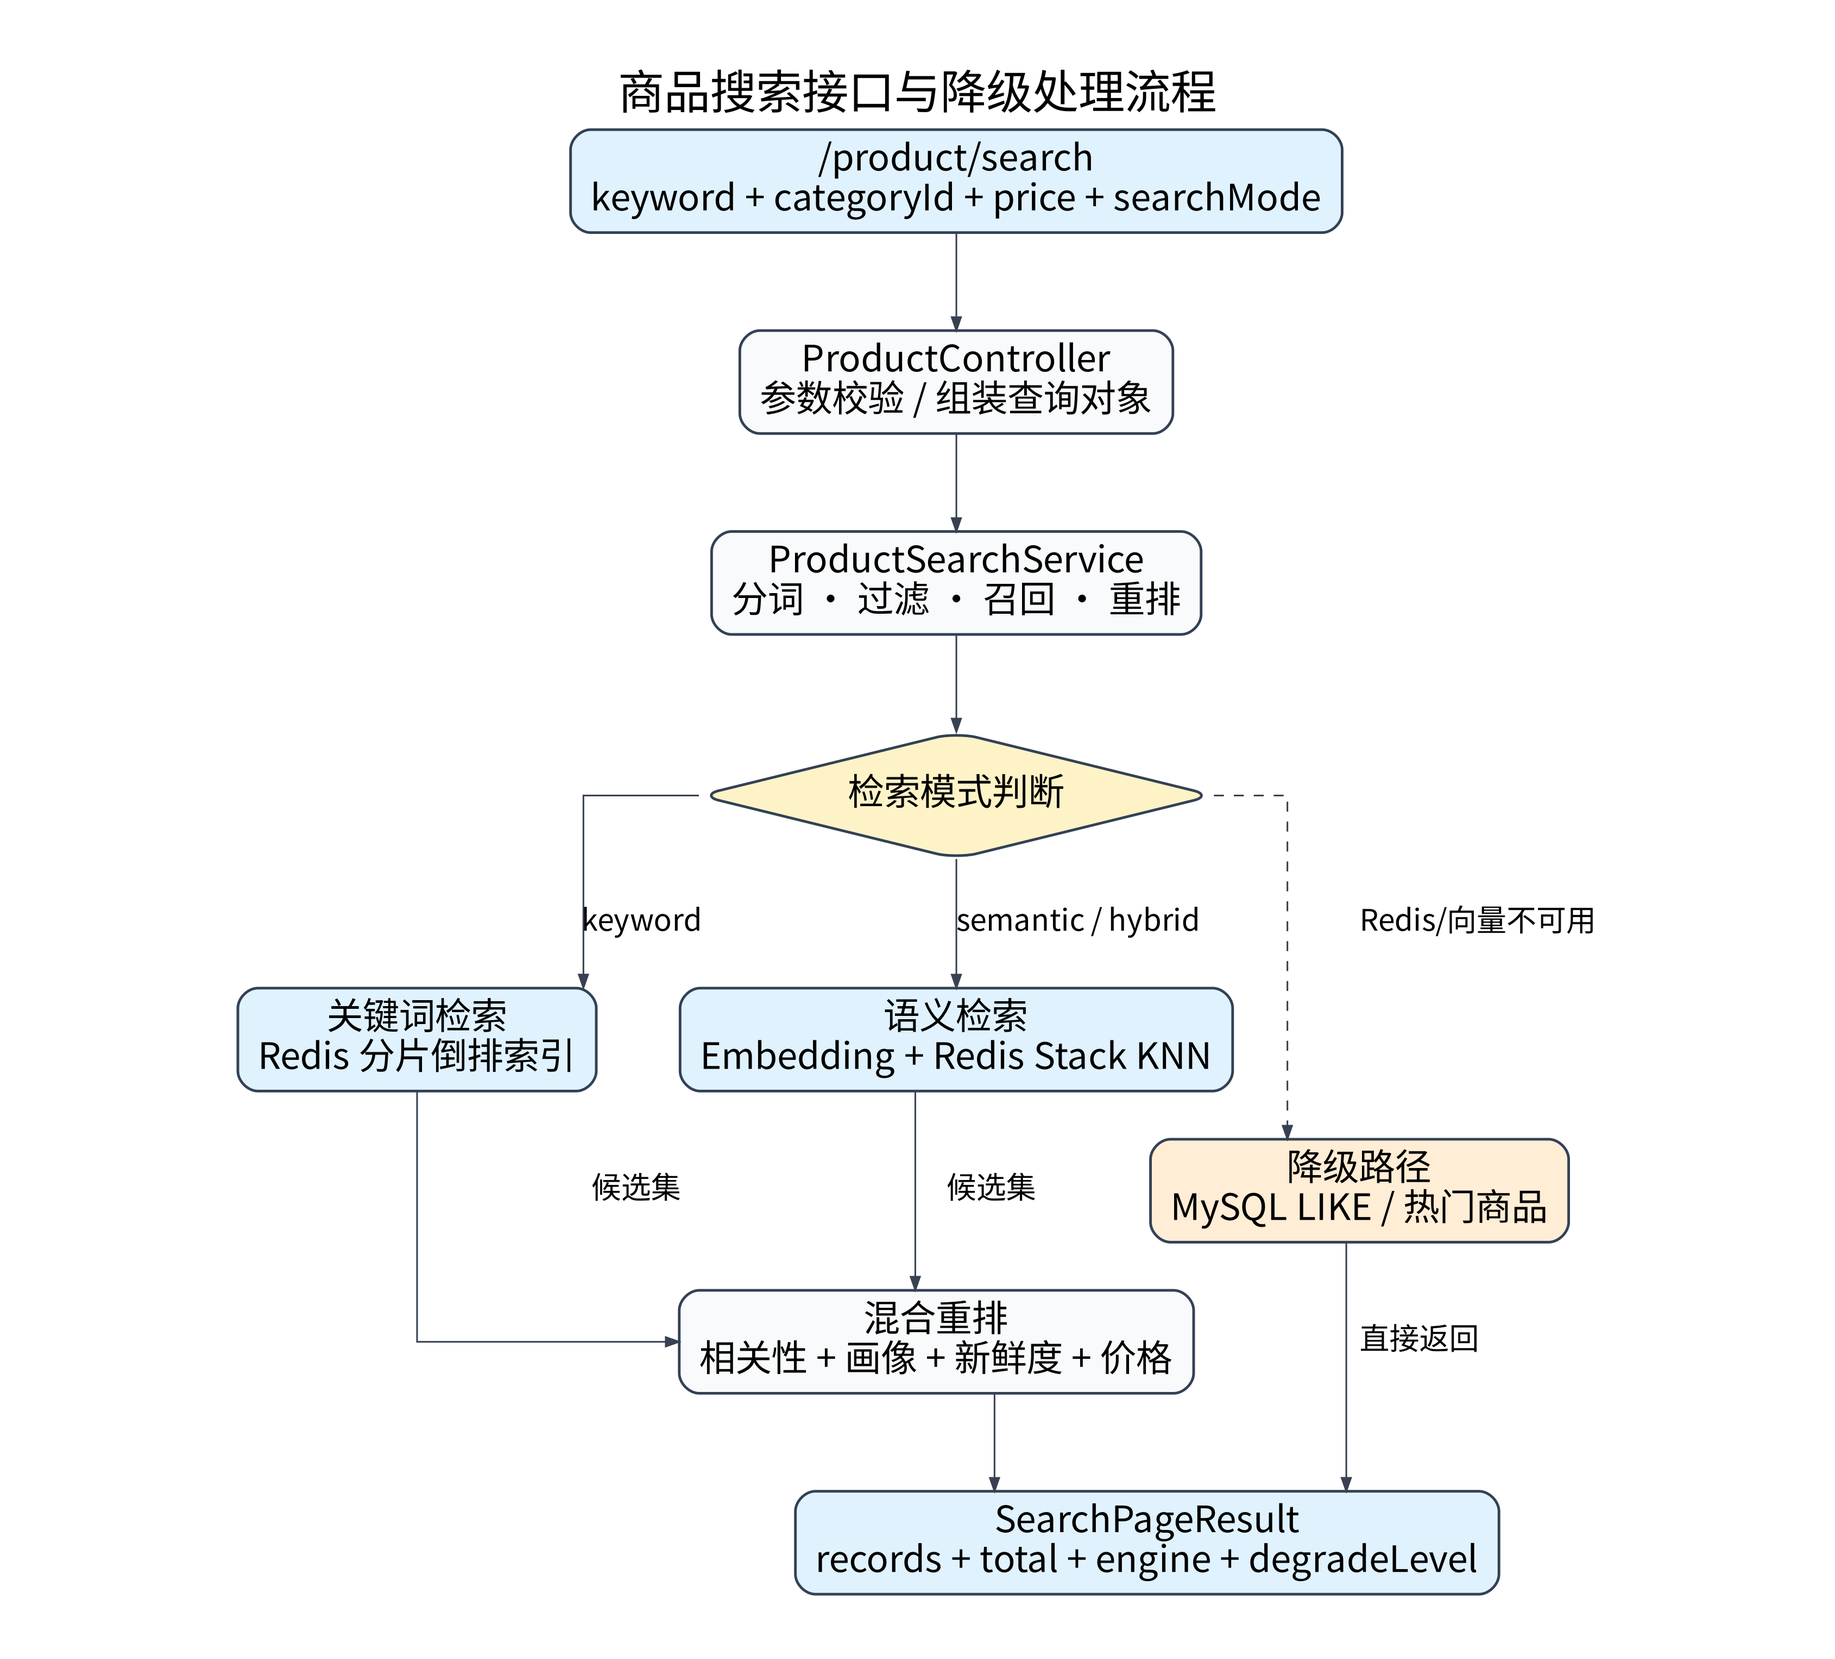 商品搜索接口与降级处理流程
/product/search
keyword + categoryId + price + searchMode
ProductController
参数校验 / 组装查询对象
ProductSearchService
分词 · 过滤 · 召回 · 重排
检索模式判断
keyword
semantic / hybrid
Redis/向量不可用
关键词检索
Redis 分片倒排索引
语义检索
Embedding + Redis Stack KNN
候选集
候选集
降级路径
MySQL LIKE / 热门商品
混合重排
相关性 + 画像 + 新鲜度 + 价格
直接返回
SearchPageResult
records + total + engine + degradeLevel